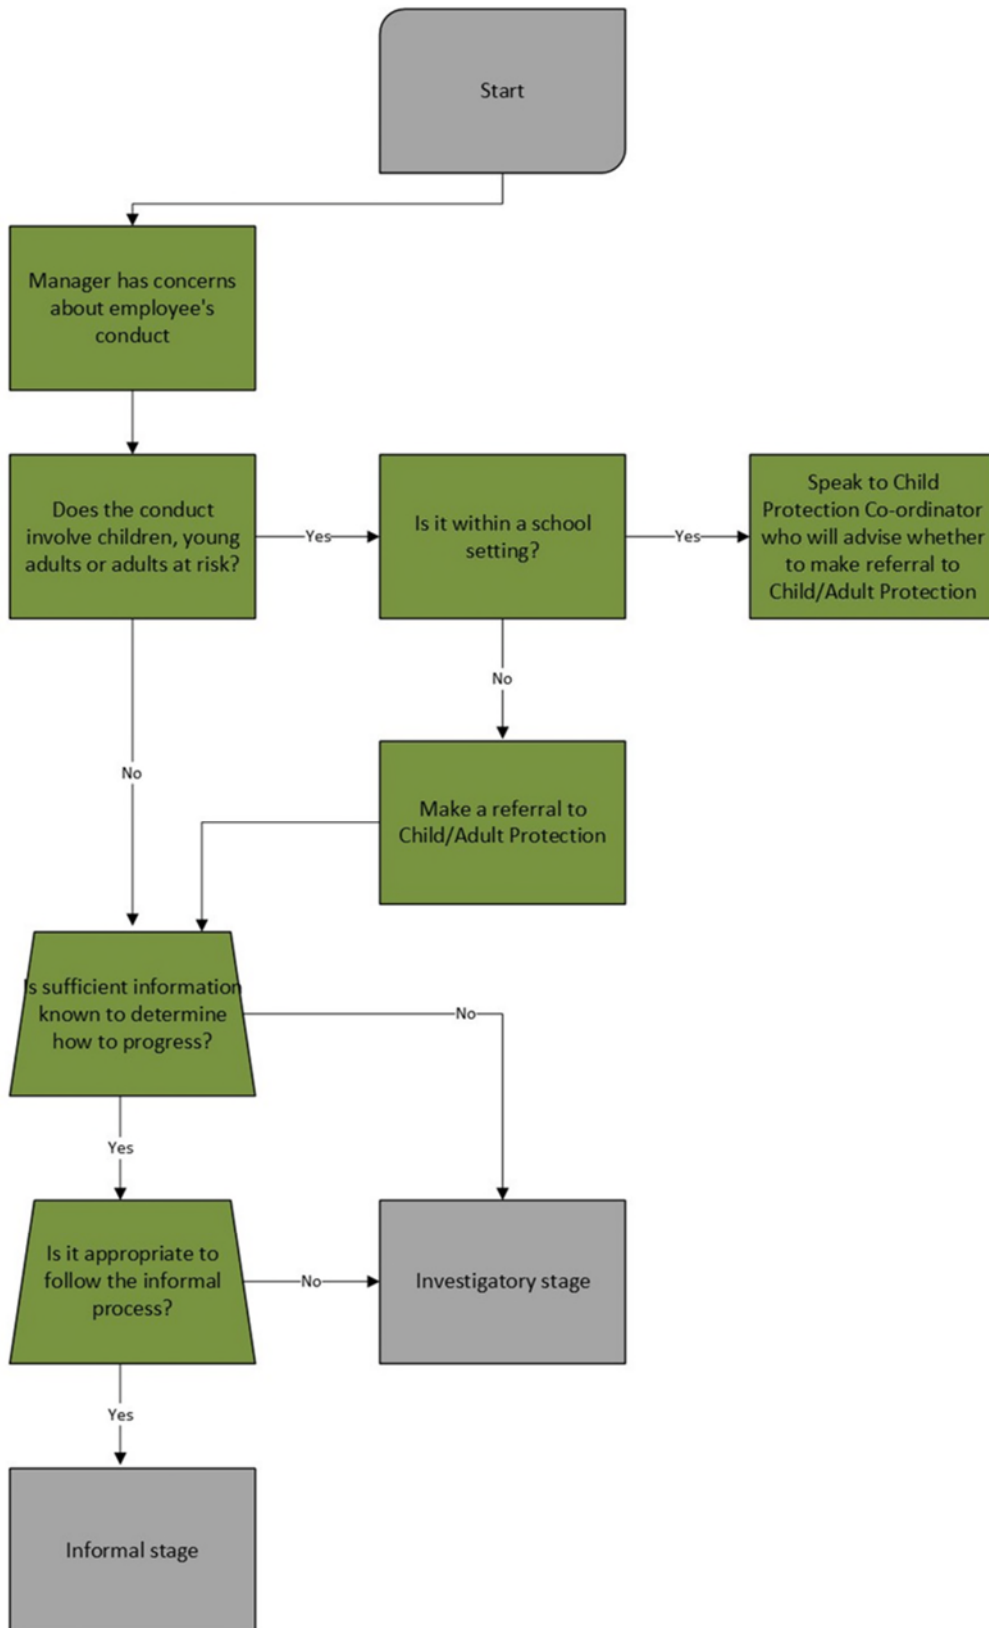 Start
Manager has concerns
about employee's
conduct
Does the conduct
involve children, young
adults or adults at risk?
Yes
Is it within a school
setting?
Yes
Speak to Child
Protection Co-ordinator
who will advise whether
to make referral to
Child/Adult Protection
No
No
Make a referral to
Child/Adult Protection
Is sufficient information
known to determine
how to progress?
No
Yes
Is it appropriate to
follow the informal
process?
No
Investigatory stage
Yes
Informal stage